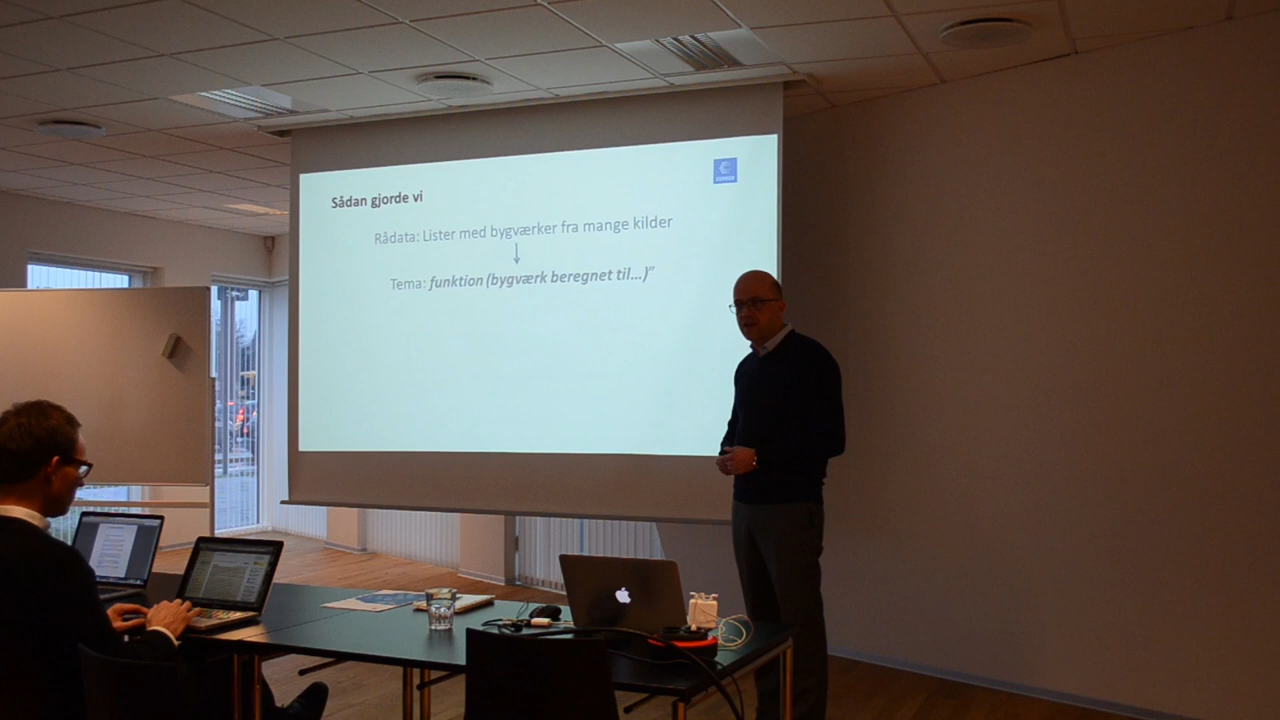 Sådan gjorde vi
Rådata: Lister med bygværker fra mange kilder
Tema: funktion (bygværk beregnet til...)"